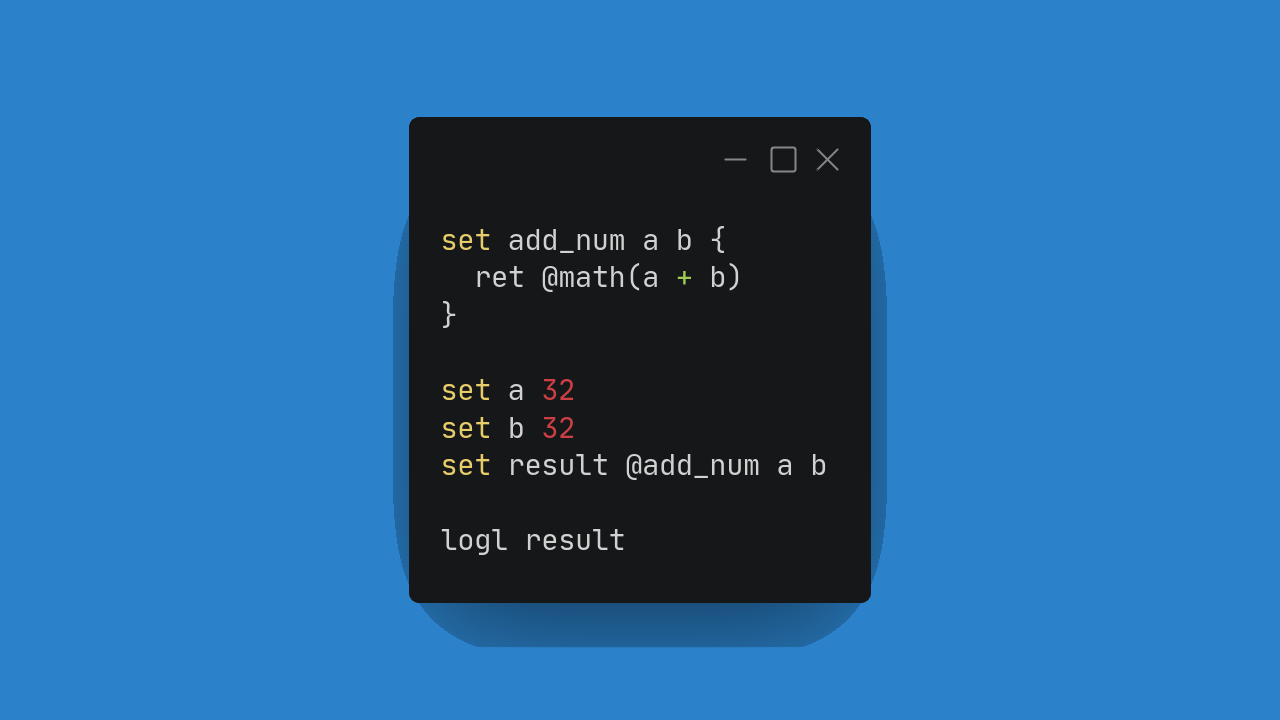 set add_num a b {
  ret @math(a + b)
}

set a 32
set b 32
set result @add_num a b

logl result